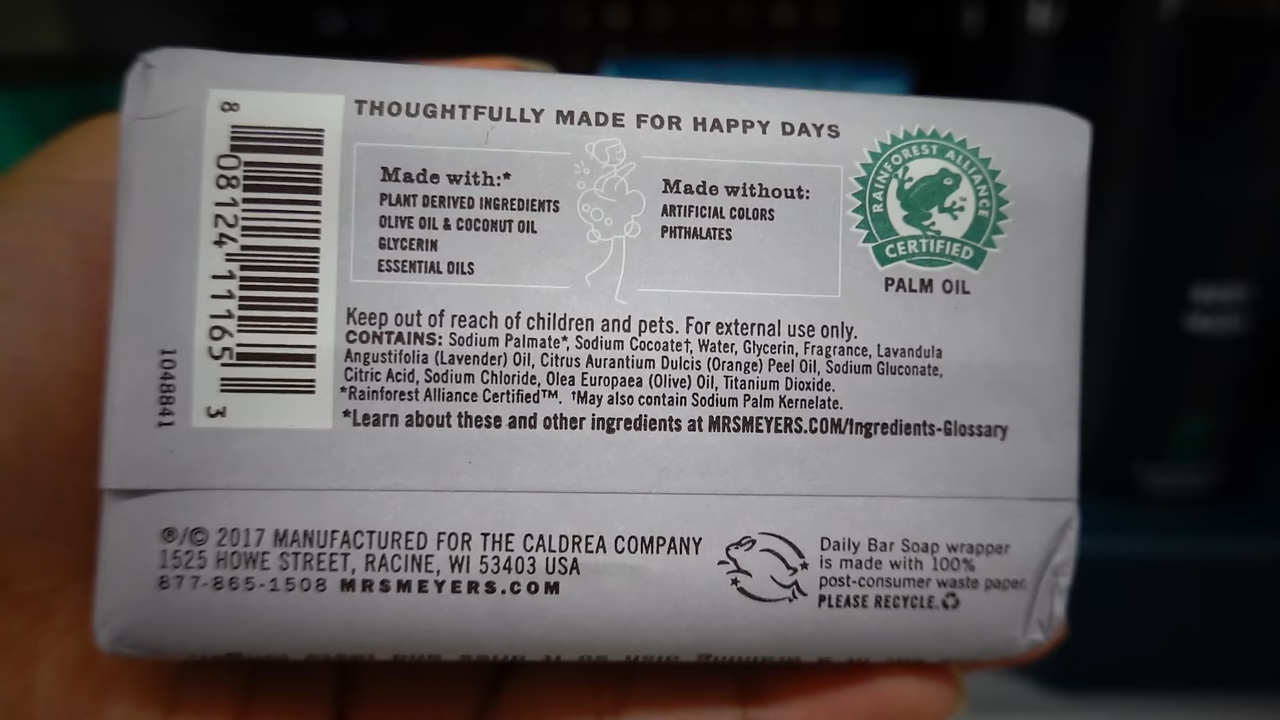 THOUGHTFULLY MADE FOR HAPPY DAYS
Made with:*
PLANT DERIVED INGREDIENTS
OLIVE OIL & COCONUT OIL
GLYCERIN
ESSENTIAL OILS
Made without:
ARTIFICIAL COLORS
PHTHALATES
RAINFOREST ALLIANCE
CERTIFIED
PALM OIL
8 08124 11165 3
1048841
Keep out of reach of children and pets. For external use only.
CONTAINS: Sodium Palmate*, Sodium Cocoate†, Water, Glycerin, Fragrance, Lavandula
Angustifolia (Lavender) Oil, Citrus Aurantium Dulcis (Orange) Peel Oil, Sodium Gluconate,
Citric Acid, Sodium Chloride, Olea Europaea (Olive) Oil, Titanium Dioxide.
*Rainforest Alliance Certified™. †May also contain Sodium Palm Kernelate.
*Learn about these and other ingredients at MRSMEYERS.COM/Ingredients-Glossary
®/© 2017 MANUFACTURED FOR THE CALDREA COMPANY
1525 HOWE STREET, RACINE, WI 53403 USA
877-865-1508 MRSMEYERS.COM
Daily Bar Soap wrapper
is made with 100%
post-consumer waste paper.
PLEASE RECYCLE.